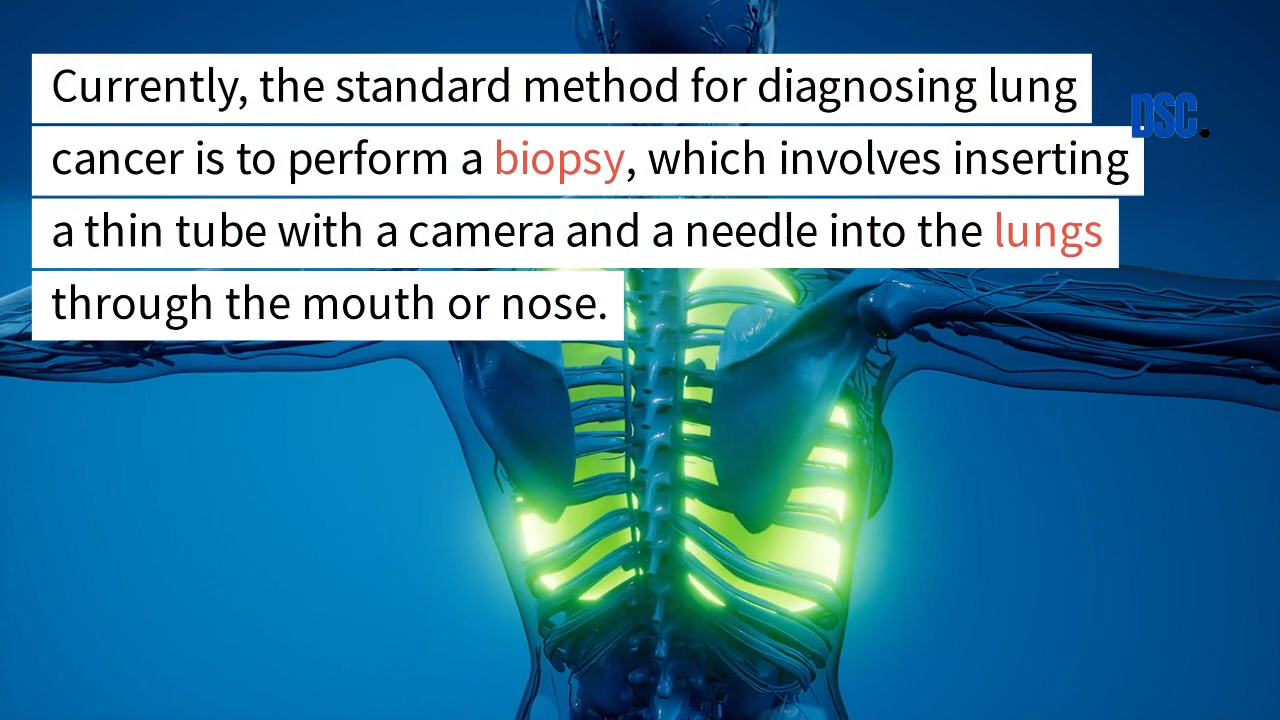 Currently, the standard method for diagnosing lung
cancer is to perform a biopsy, which involves inserting
a thin tube with a camera and a needle into the lungs
through the mouth or nose.
DSC.